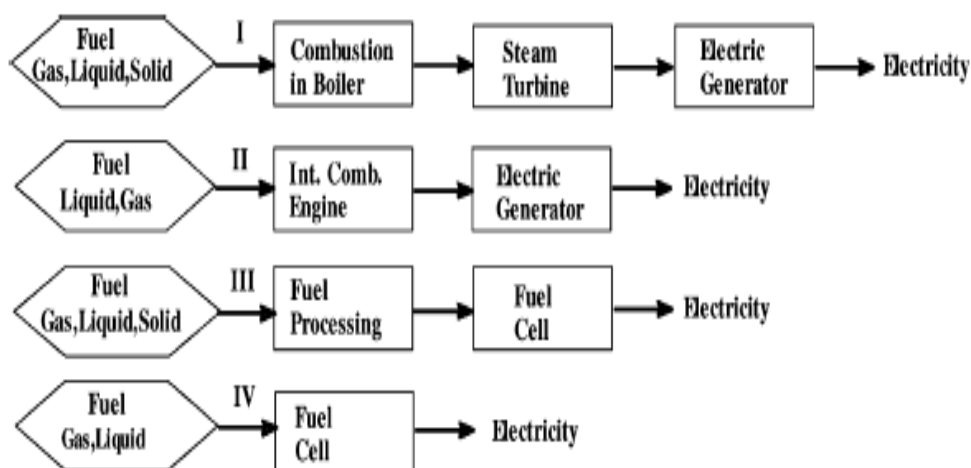 I
Fuel
Gas,Liquid,Solid
Combustion
in Boiler
Steam
Turbine
Electric
Generator
Electricity
II
Fuel
Liquid,Gas
Int. Comb.
Engine
Electric
Generator
Electricity
III
Fuel
Gas,Liquid,Solid
Fuel
Processing
Fuel
Cell
Electricity
IV
Fuel
Gas,Liquid
Fuel
Cell
Electricity